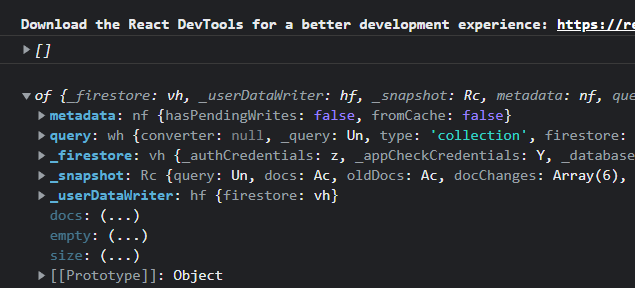 Download the React DevTools for a better development experience: https://re
▶ []
▼ of {_firestore: vh, _userDataWriter: hf, _snapshot: Rc, metadata: nf, que
▶ metadata: nf {hasPendingWrites: false, fromCache: false}
▶ query: wh {converter: null, _query: Un, type: 'collection', firestore:
▶ _firestore: vh {_authCredentials: z, _appCheckCredentials: Y, _database
▶ _snapshot: Rc {query: Un, docs: Ac, oldDocs: Ac, docChanges: Array(6),
▶ _userDataWriter: hf {firestore: vh}
docs: (...)
empty: (...)
size: (...)
▶ [[Prototype]]: Object